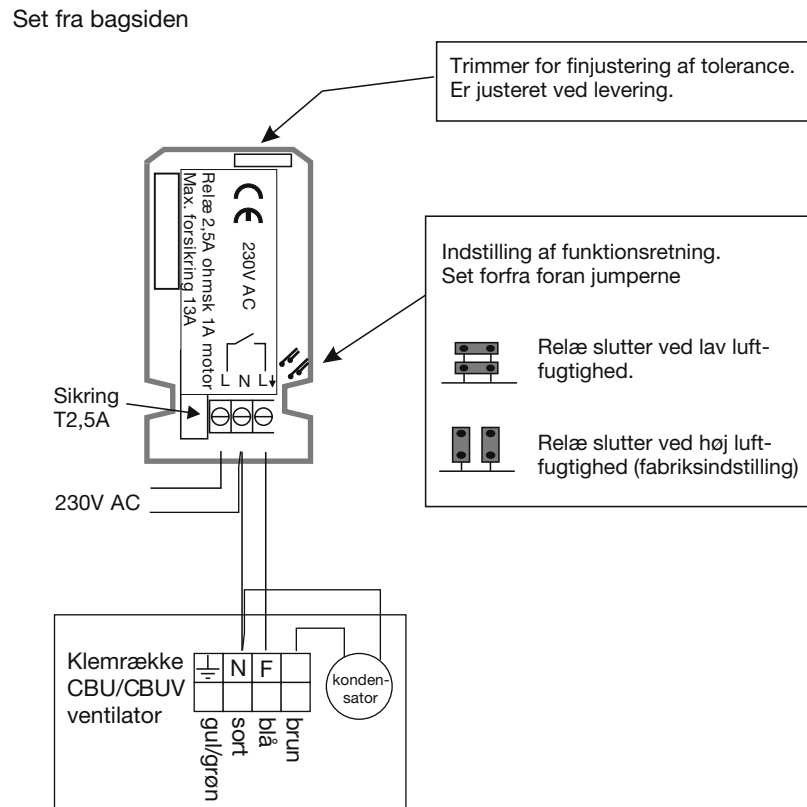 Set fra bagsiden
Trimmer for finjustering af tolerance.
Er justeret ved levering.
Relæ 2,5A ohmsk 1A motor
Max. forsikring 13A
CE
230V AC
L N L
Indstilling af funktionsretning.
Set forfra foran jumperne
Relæ slutter ved lav luft-
fugtighed.
Relæ slutter ved høj luft-
fugtighed (fabriksindstilling)
Sikring
T2,5A
230V AC
Klemrække
CBU/CBUV
ventilator
N F
gul/grøn
sort
blå
brun
konden-
sator